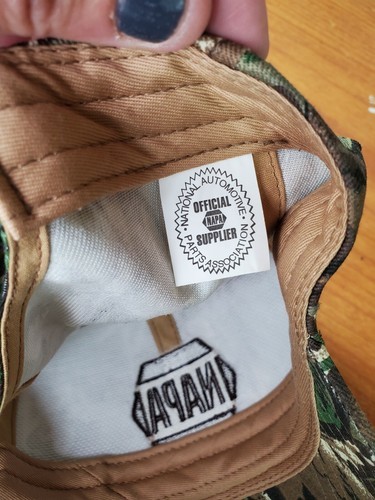 NATIONAL AUTOMOTIVE
OFFICIAL
NAPA
SUPPLIER
PARTS ASSOCIATION
NAPA